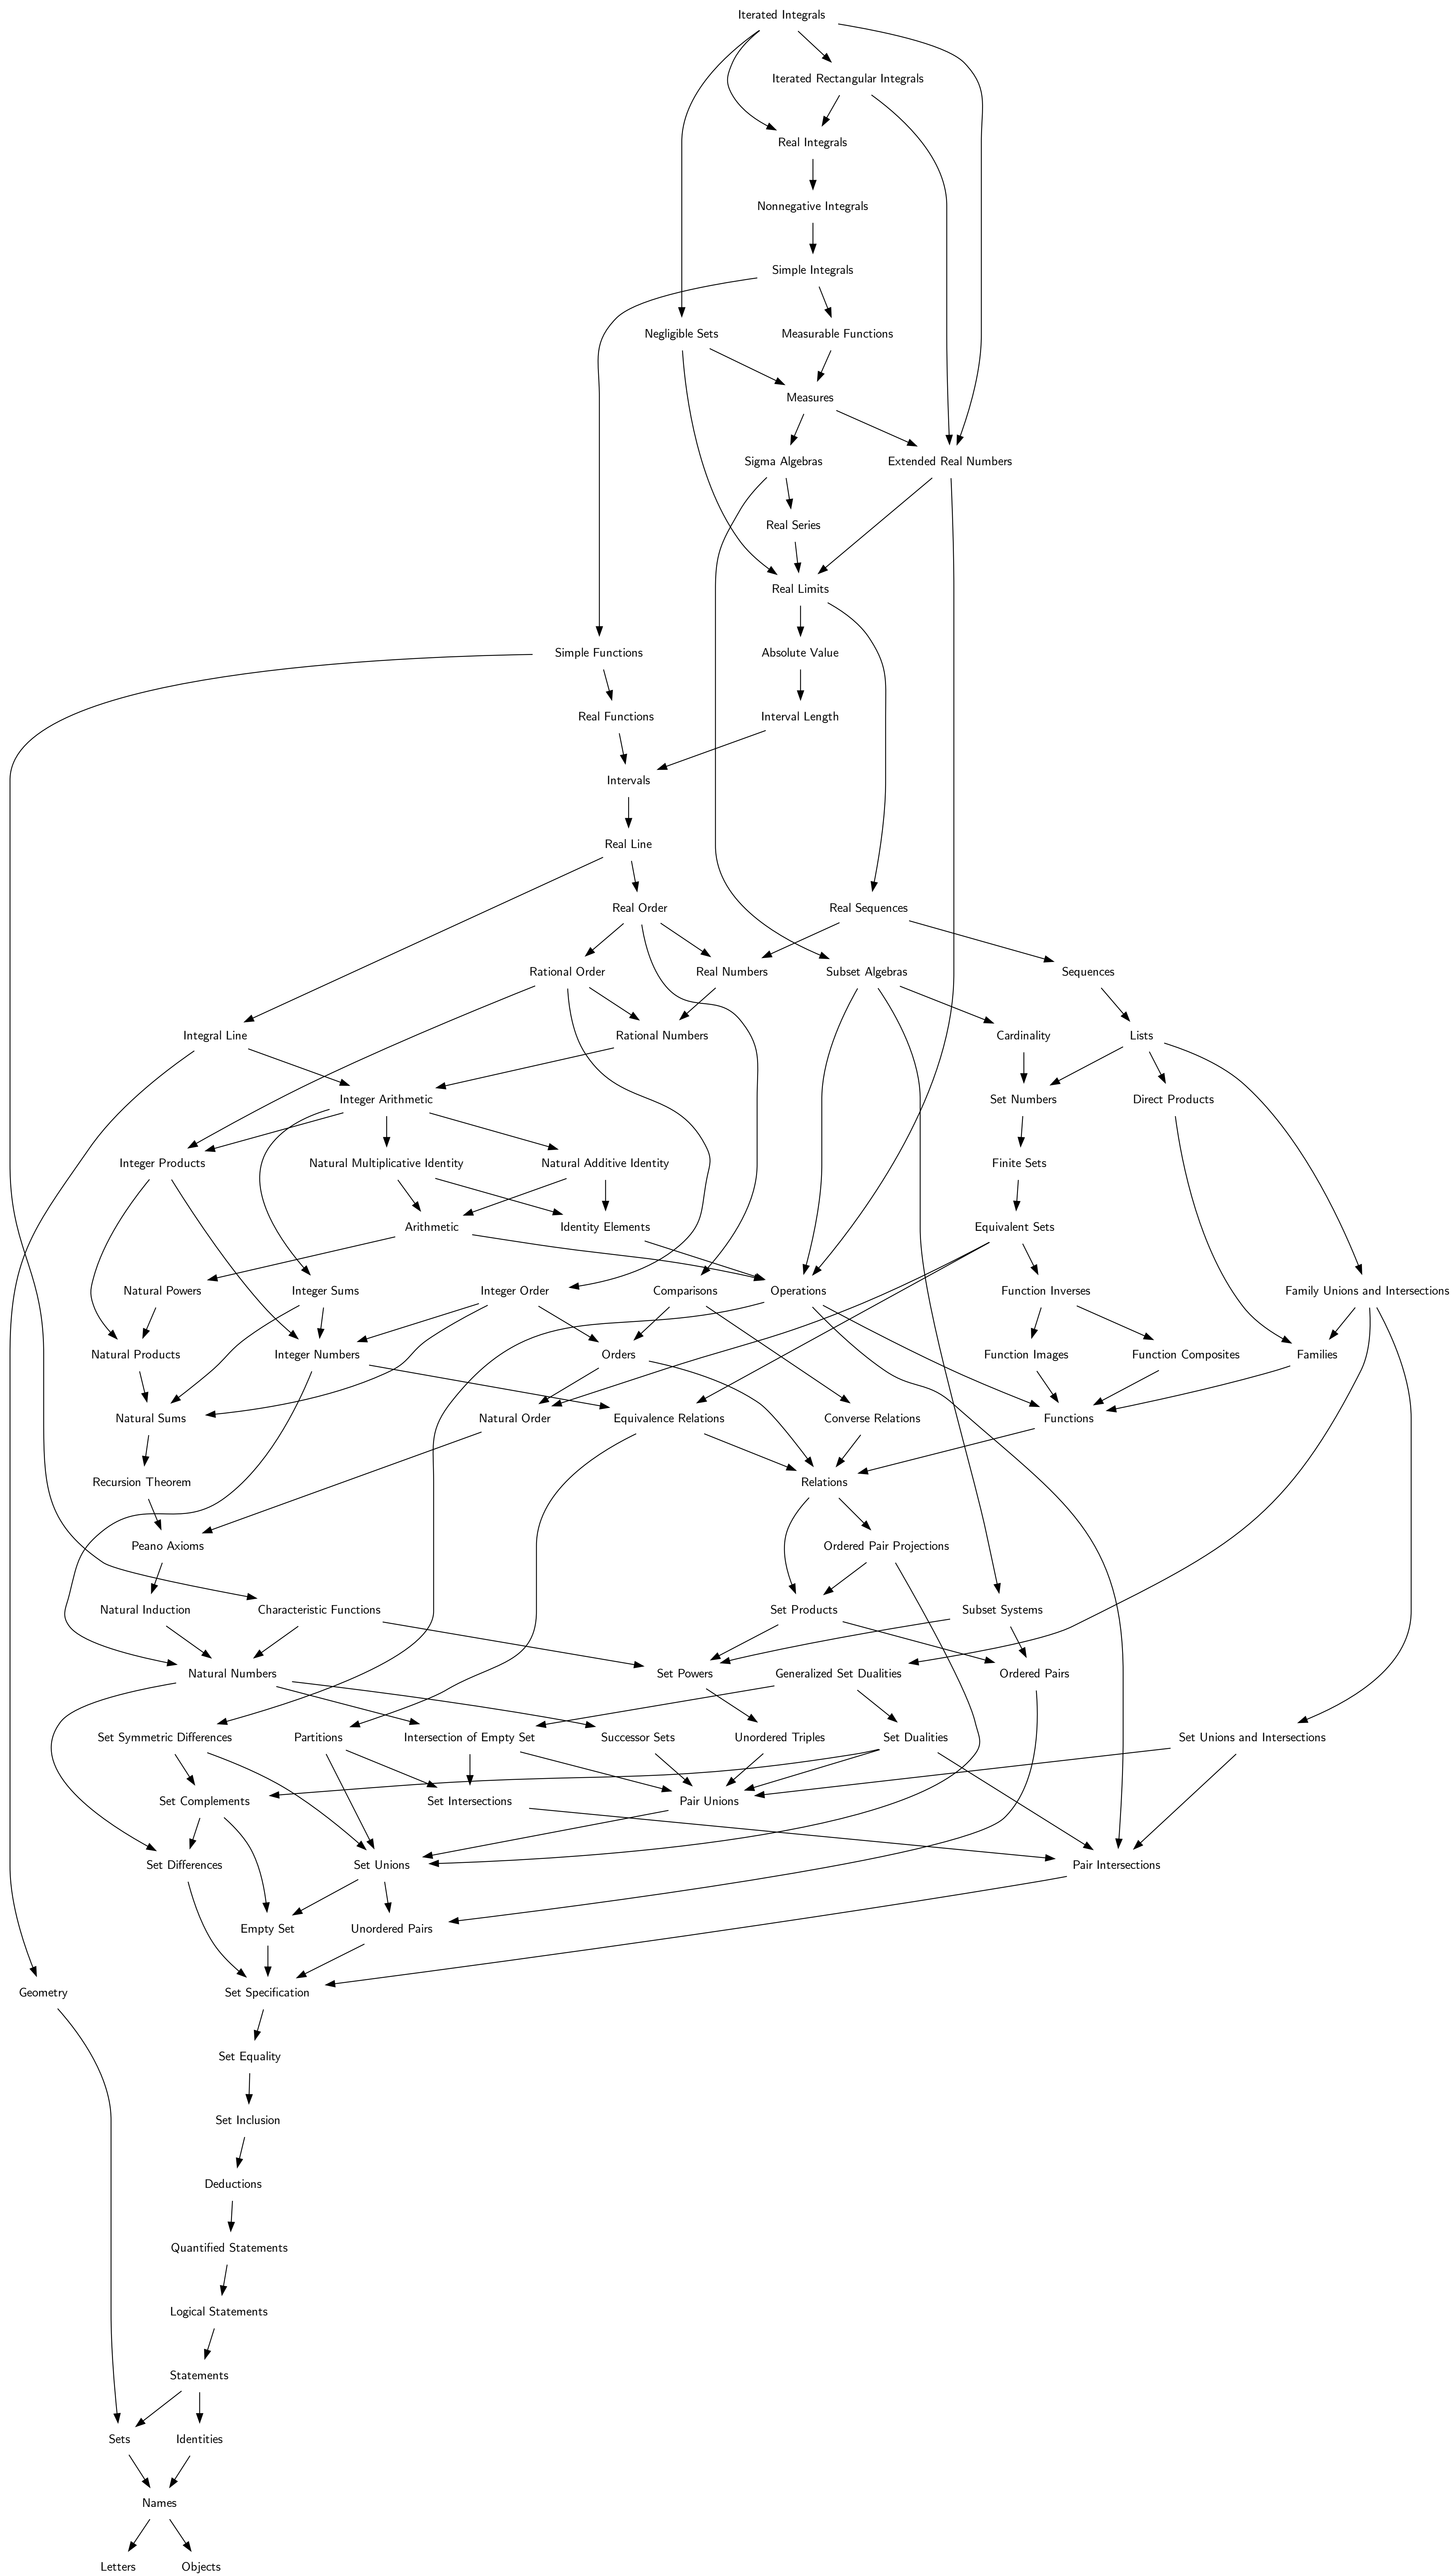 Iterated Integrals
Iterated Rectangular Integrals
Real Integrals
Nonnegative Integrals
Simple Integrals
Negligible Sets
Measurable Functions
Measures
Sigma Algebras
Extended Real Numbers
Real Series
Real Limits
Simple Functions
Absolute Value
Real Functions
Interval Length
Intervals
Real Line
Real Order
Real Sequences
Rational Order
Real Numbers
Subset Algebras
Sequences
Integral Line
Rational Numbers
Cardinality
Lists
Integer Arithmetic
Set Numbers
Direct Products
Integer Products
Natural Multiplicative Identity
Natural Additive Identity
Finite Sets
Arithmetic
Identity Elements
Equivalent Sets
Natural Powers
Integer Sums
Integer Order
Comparisons
Operations
Function Inverses
Family Unions and Intersections
Natural Products
Integer Numbers
Orders
Function Images
Function Composites
Families
Natural Sums
Natural Order
Equivalence Relations
Converse Relations
Functions
Recursion Theorem
Relations
Peano Axioms
Ordered Pair Projections
Natural Induction
Characteristic Functions
Set Products
Subset Systems
Natural Numbers
Set Powers
Generalized Set Dualities
Ordered Pairs
Set Symmetric Differences
Partitions
Intersection of Empty Set
Successor Sets
Unordered Triples
Set Dualities
Set Unions and Intersections
Set Complements
Set Intersections
Pair Unions
Set Differences
Set Unions
Pair Intersections
Empty Set
Unordered Pairs
Geometry
Set Specification
Set Equality
Set Inclusion
Deductions
Quantified Statements
Logical Statements
Statements
Sets
Identities
Names
Letters
Objects